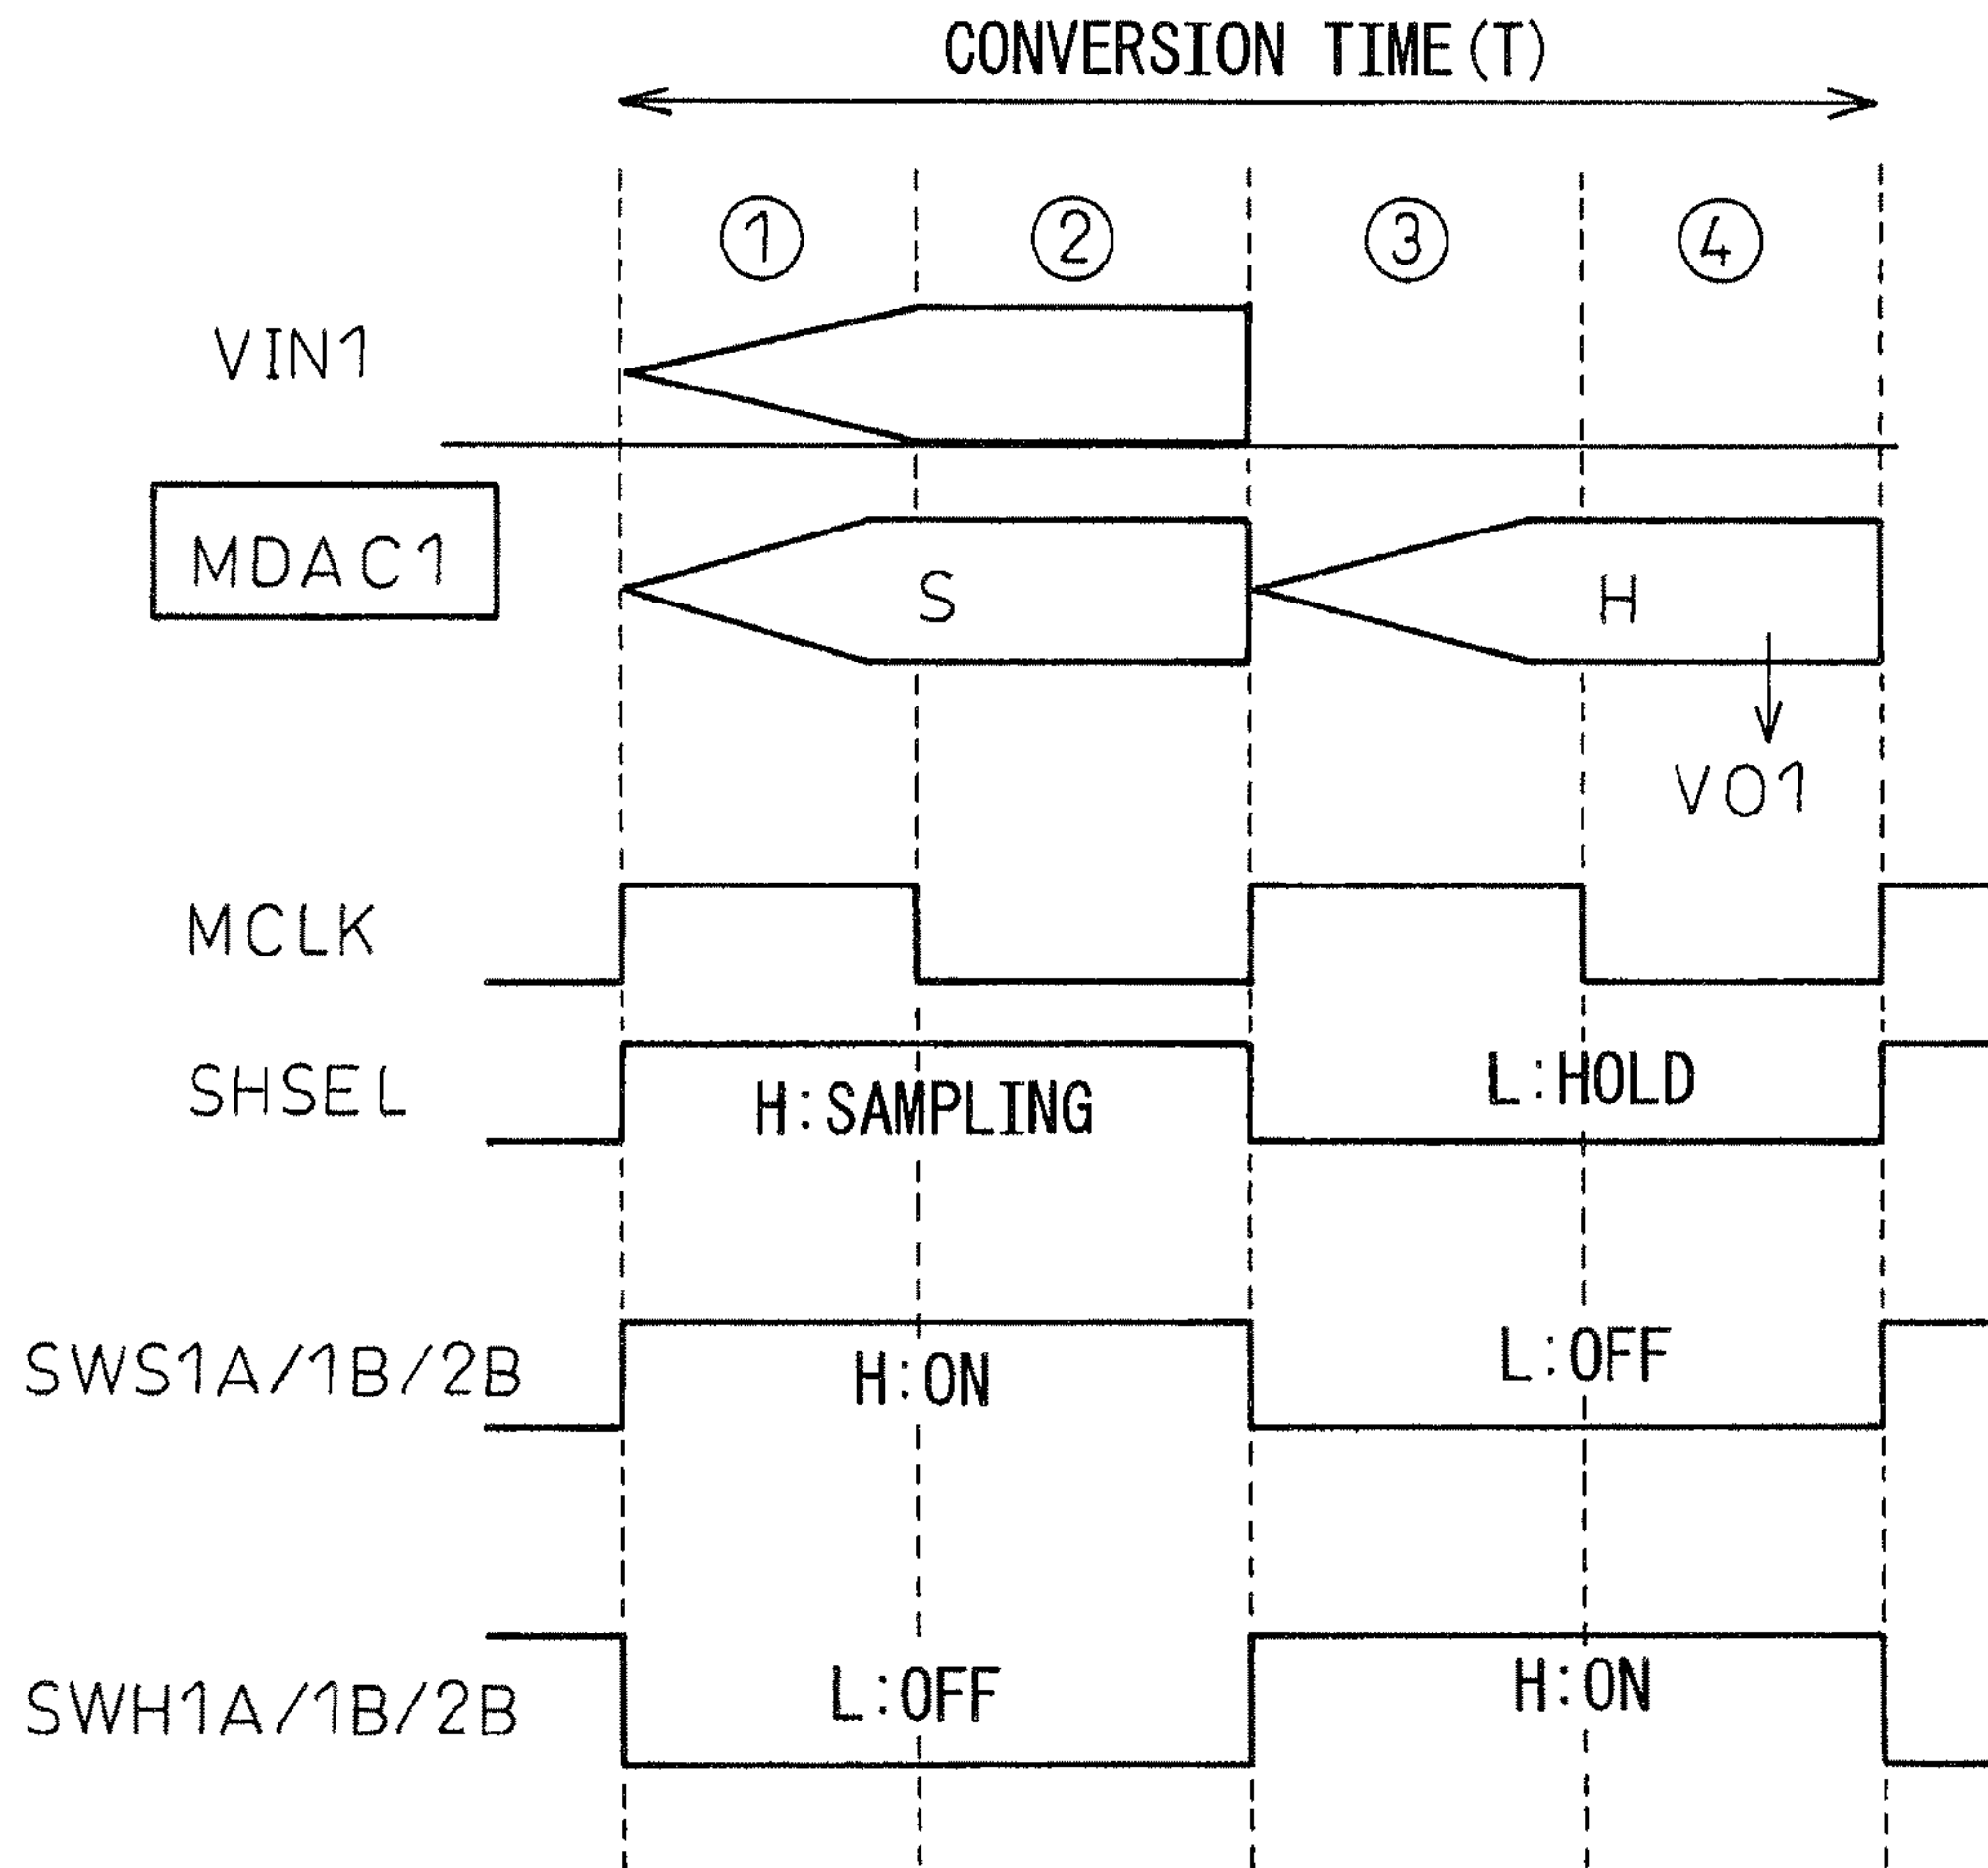 CONVERSION TIME(T)
① ② ③ ④
VIN1
MDAC1 S H
VO1
MCLK
SHSEL H:SAMPLING L:HOLD
SWS1A/1B/2B H:ON L:OFF
SWH1A/1B/2B L:OFF H:ON